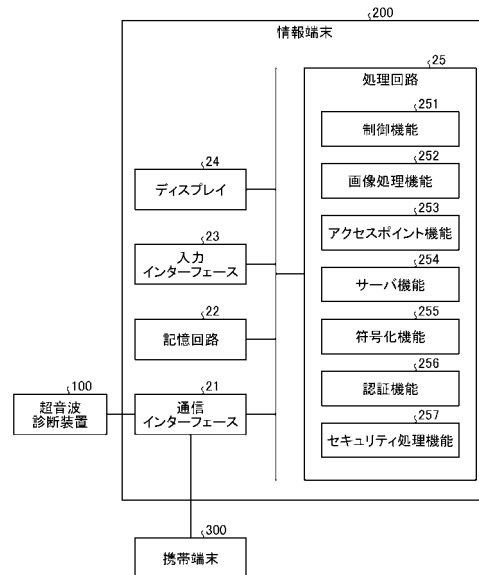 200
情報端末
25
処理回路
251
制御機能
252
画像処理機能
253
アクセスポイント機能
254
サーバ機能
255
符号化機能
256
認証機能
257
セキュリティ処理機能
24
ディスプレイ
23
入力
インターフェース
22
記憶回路
21
通信
インターフェース
100
超音波
診断装置
300
携帯端末